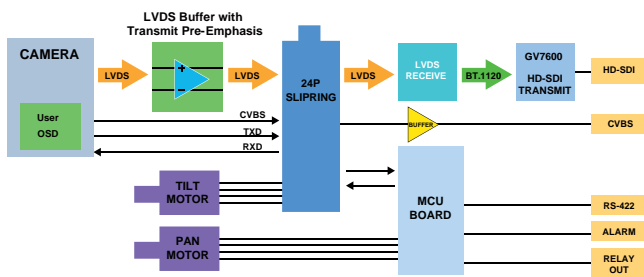 LVDS Buffer with
Transmit Pre-Emphasis
CAMERA
LVDS
+
−
LVDS
24P
SLIPRING
LVDS
LVDS
RECEIVE
BT.1120
GV7600
HD-SDI
TRANSMIT
HD-SDI
User
OSD
CVBS
TXD
RXD
BUFFER
CVBS
TILT
MOTOR
MCU
BOARD
RS-422
PAN
MOTOR
ALARM
RELAY
OUT